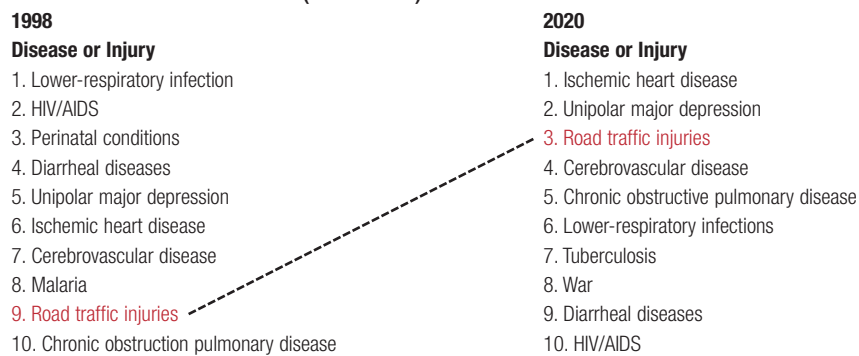 1998
Disease or Injury
1. Lower-respiratory infection
2. HIV/AIDS
3. Perinatal conditions
4. Diarrheal diseases
5. Unipolar major depression
6. Ischemic heart disease
7. Cerebrovascular disease
8. Malaria
9. Road traffic injuries
10. Chronic obstruction pulmonary disease
2020
Disease or Injury
1. Ischemic heart disease
2. Unipolar major depression
3. Road traffic injuries
4. Cerebrovascular disease
5. Chronic obstructive pulmonary disease
6. Lower-respiratory infections
7. Tuberculosis
8. War
9. Diarrheal diseases
10. HIV/AIDS